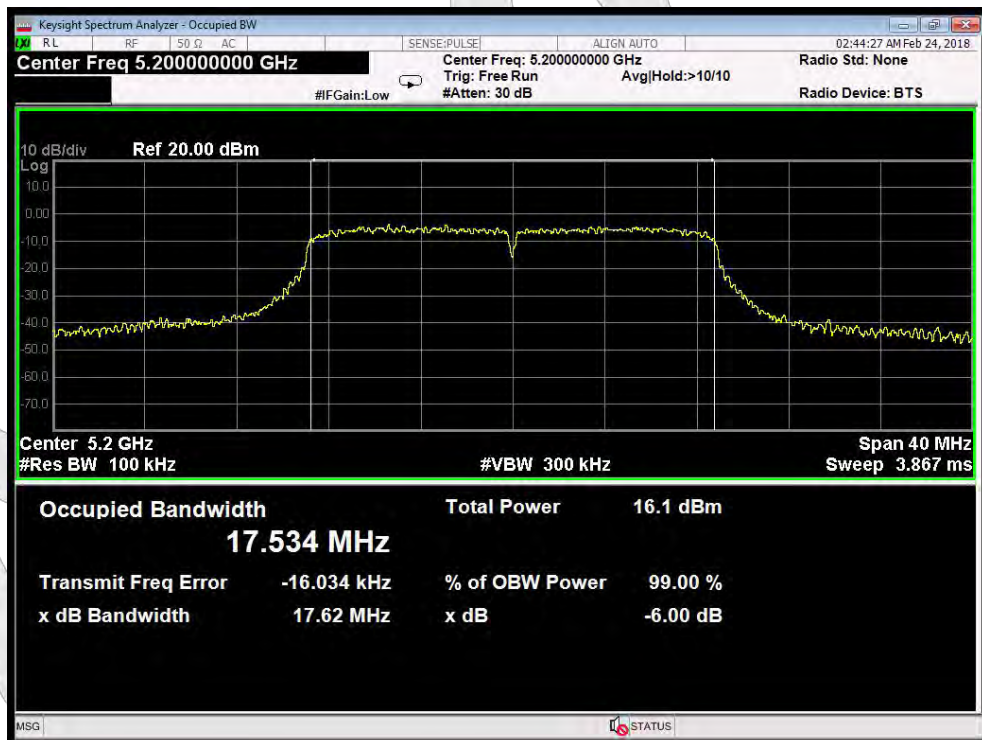 Keysight Spectrum Analyzer - Occupied BW
LXI RL RF 50 Ω AC SENSE:PULSE ALIGN AUTO 02:44:27 AM Feb 24, 2018
Center Freq 5.200000000 GHz Center Freq: 5.200000000 GHz Radio Std: None
Trig: Free Run Avg|Hold:>10/10
#IFGain:Low #Atten: 30 dB Radio Device: BTS
10 dB/div Ref 20.00 dBm
Log
10.0
0.00
-10.0
-20.0
-30.0
-40.0
-50.0
-60.0
-70.0
Center 5.2 GHz Span 40 MHz
#Res BW 100 kHz #VBW 300 kHz Sweep 3.867 ms
Occupied Bandwidth Total Power 16.1 dBm
17.534 MHz
Transmit Freq Error -16.034 kHz % of OBW Power 99.00 %
x dB Bandwidth 17.62 MHz x dB -6.00 dB
MSG STATUS